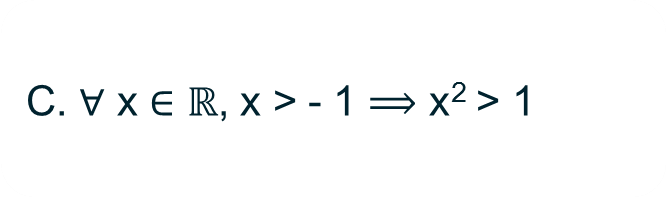 C. ∀ x ∈ ℝ, x > - 1 ⟹ x² > 1